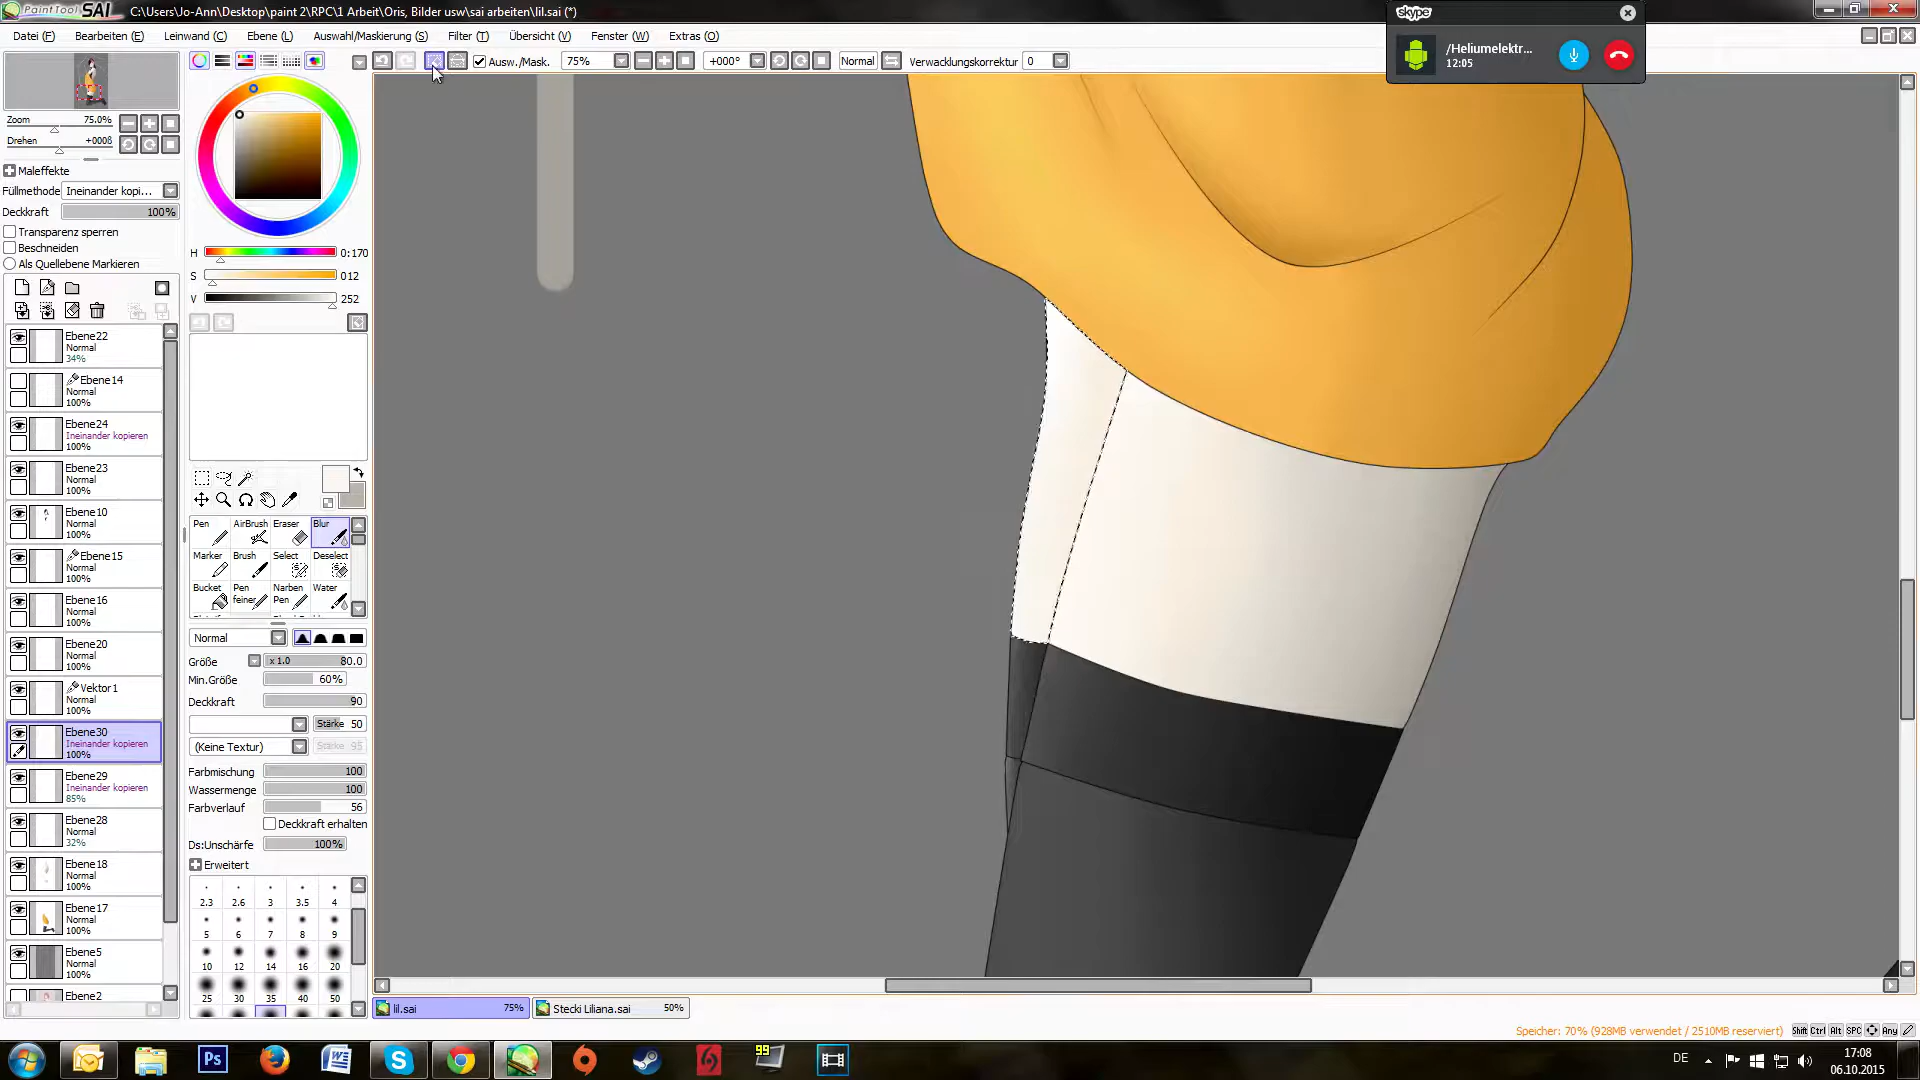 PaintTool SAI C:\Users\Jo-Ann\Desktop\paint 2\RPC\1 Arbeit\Oris, Bilder usw\sai arbeiten\lil.sai (*)
Datei (F) Bearbeiten (E) Leinwand (C) Ebene (L) Auswahl/Maskierung (S) Filter (T) Übersicht (V) Fenster (W) Extras (O)
Ausw./Mask. 75% +000° Normal Verwacklungskorrektur 0
skype
/Heliumelektr...
12:05
Zoom 75.0%
Drehen +000ß
Maleffekte
Füllmethode Ineinander kopi...
Deckkraft 100%
Transparenz sperren
Beschneiden
Als Quellebene Markieren
Ebene22
Normal
34%
Ebene14
Normal
100%
Ebene24
Ineinander kopieren
100%
Ebene23
Normal
100%
Ebene10
Normal
100%
Ebene15
Normal
100%
Ebene16
Normal
100%
Ebene20
Normal
100%
Vektor1
Normal
100%
Ebene30
Ineinander kopieren
100%
Ebene29
Ineinander kopieren
85%
Ebene28
Normal
32%
Ebene18
Normal
100%
Ebene17
Normal
100%
Ebene5
Normal
100%
Ebene2
H 0:170
S 012
V 252
Pen AirBrush Eraser Blur
Marker Brush Select Deselect
Bucket Pen feiner Narben Pen Water
Normal
Größe x 1.0 80.0
Min.Größe 60%
Deckkraft 90
Stärke 50
(Keine Textur) Stärke 95
Farbmischung 100
Wassermenge 100
Farbverlauf 56
Deckkraft erhalten
Ds:Unschärfe 100%
Erweitert
2.3 2.6 3 3.5 4
5 6 7 8 9
10 12 14 16 20
25 30 35 40 50
lil.sai 75% Stecki Liliana.sai 50%
Speicher: 70% (928MB verwendet / 2510MB reserviert) Shift Ctrl Alt SPC Any
Ps
99
DE
17:08
06.10.2015